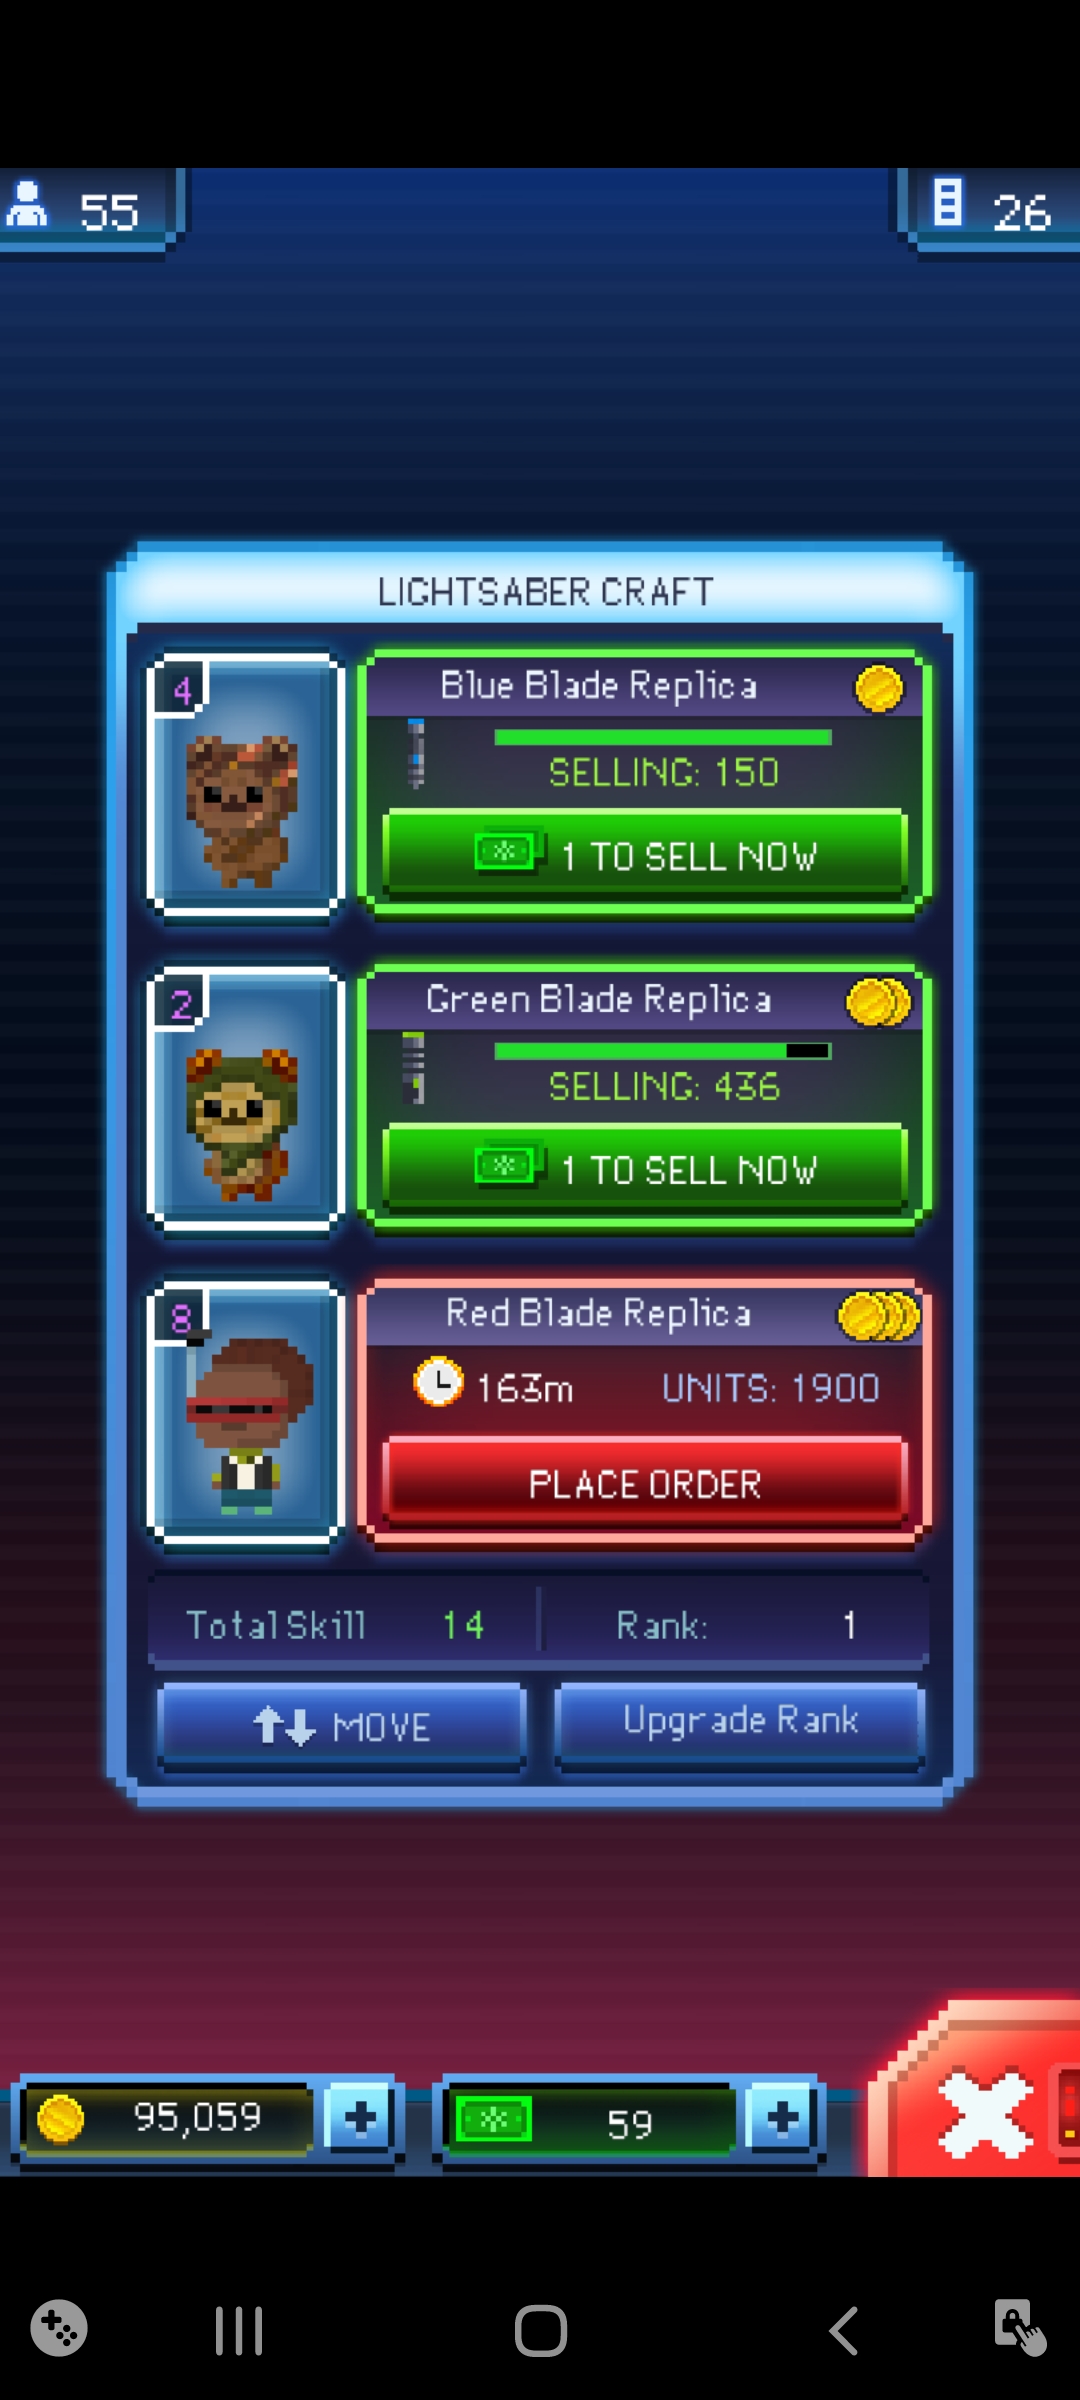 55
26
LIGHTSABER CRAFT
4
Blue Blade Replica
SELLING: 150
1 TO SELL NOW
2
Green Blade Replica
SELLING: 436
1 TO SELL NOW
8
Red Blade Replica
163m UNITS: 1900
PLACE ORDER
Total Skill 14 Rank: 1
MOVE Upgrade Rank
95,059 59